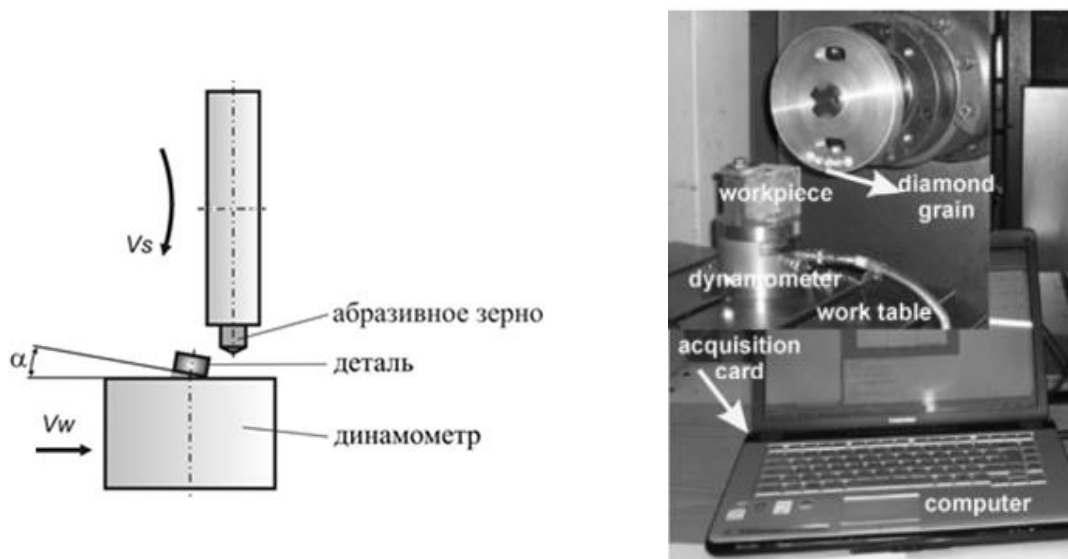 Vs
абразивное зерно
α
деталь
Vw
динамометр
workpiece
diamond
grain
dynamometer
work table
acquisition
card
computer